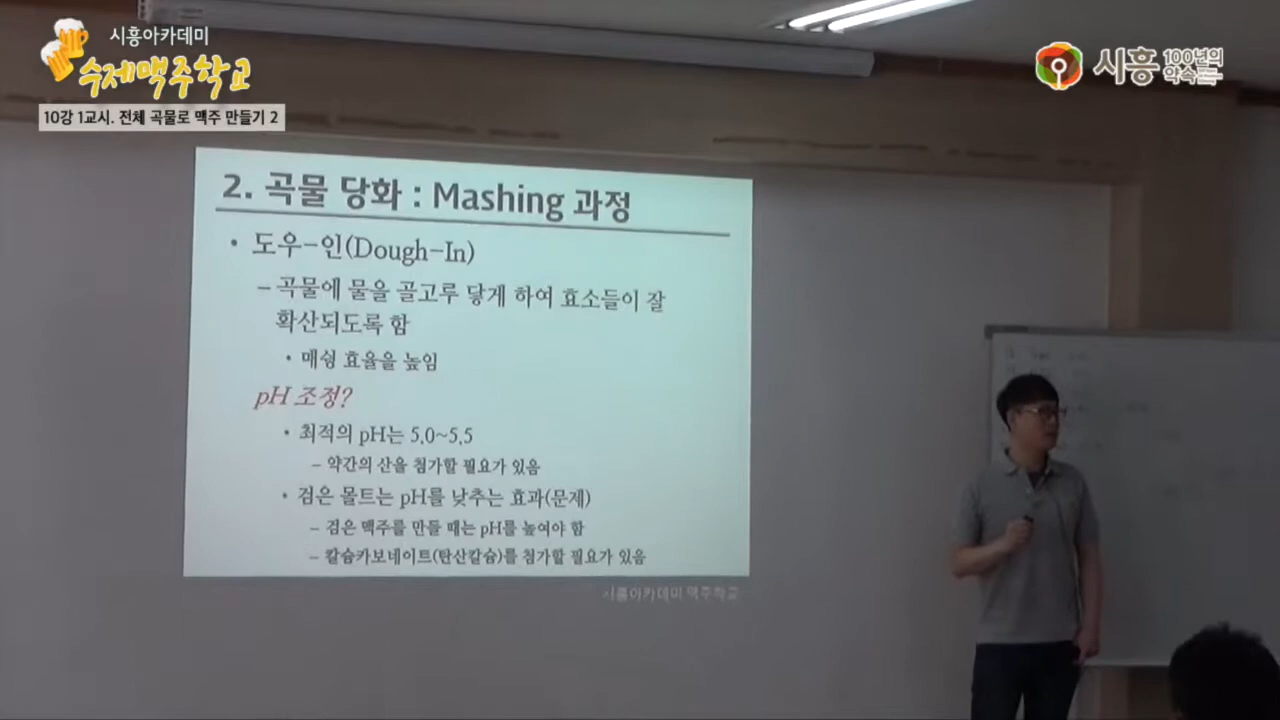 시흥아카데미
수제맥주학교
10강 1교시. 전체 곡물로 맥주 만들기 2
시흥 100년의 약속
2. 곡물 당화 : Mashing 과정
• 도우-인(Dough-In)
– 곡물에 물을 골고루 닿게 하여 효소들이 잘
확산되도록 함
• 매슁 효율을 높임
pH 조정?
• 최적의 pH는 5.0~5.5
– 약간의 산을 첨가할 필요가 있음
• 검은 몰트는 pH를 낮추는 효과(문제)
– 검은 맥주를 만들 때는 pH를 높여야 함
– 칼슘카보네이트(탄산칼슘)를 첨가할 필요가 있음
시흥아카데미 맥주학교